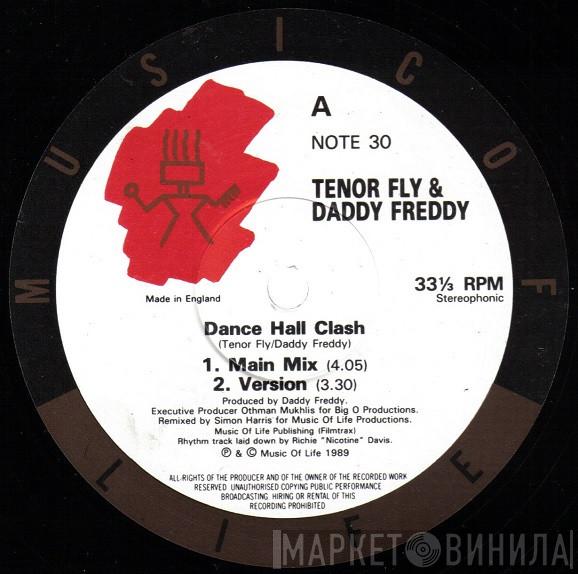 MUSIC OF
LIFE
A
NOTE 30
TENOR FLY &
DADDY FREDDY
33⅓ RPM
Stereophonic
Made in England
Dance Hall Clash
(Tenor Fly/Daddy Freddy)
1. Main Mix (4.05)
2. Version (3.30)
Produced by Daddy Freddy.
Executive Producer Othman Mukhlis for Big O Productions.
Remixed by Simon Harris for Music Of Life Productions.
Music Of Life Publishing (Filmtrax)
Rhythm track laid down by Richie "Nicotine" Davis.
℗ & © Music Of Life 1989
ALL-RIGHTS OF THE PRODUCER AND OF THE OWNER OF THE RECORDED WORK
RESERVED UNAUTHORISED COPYING PUBLIC PERFORMANCE
BROADCASTING HIRING OR RENTAL OF THIS
RECORDING PROHIBITED
МАРКЕТ ВИНИЛА